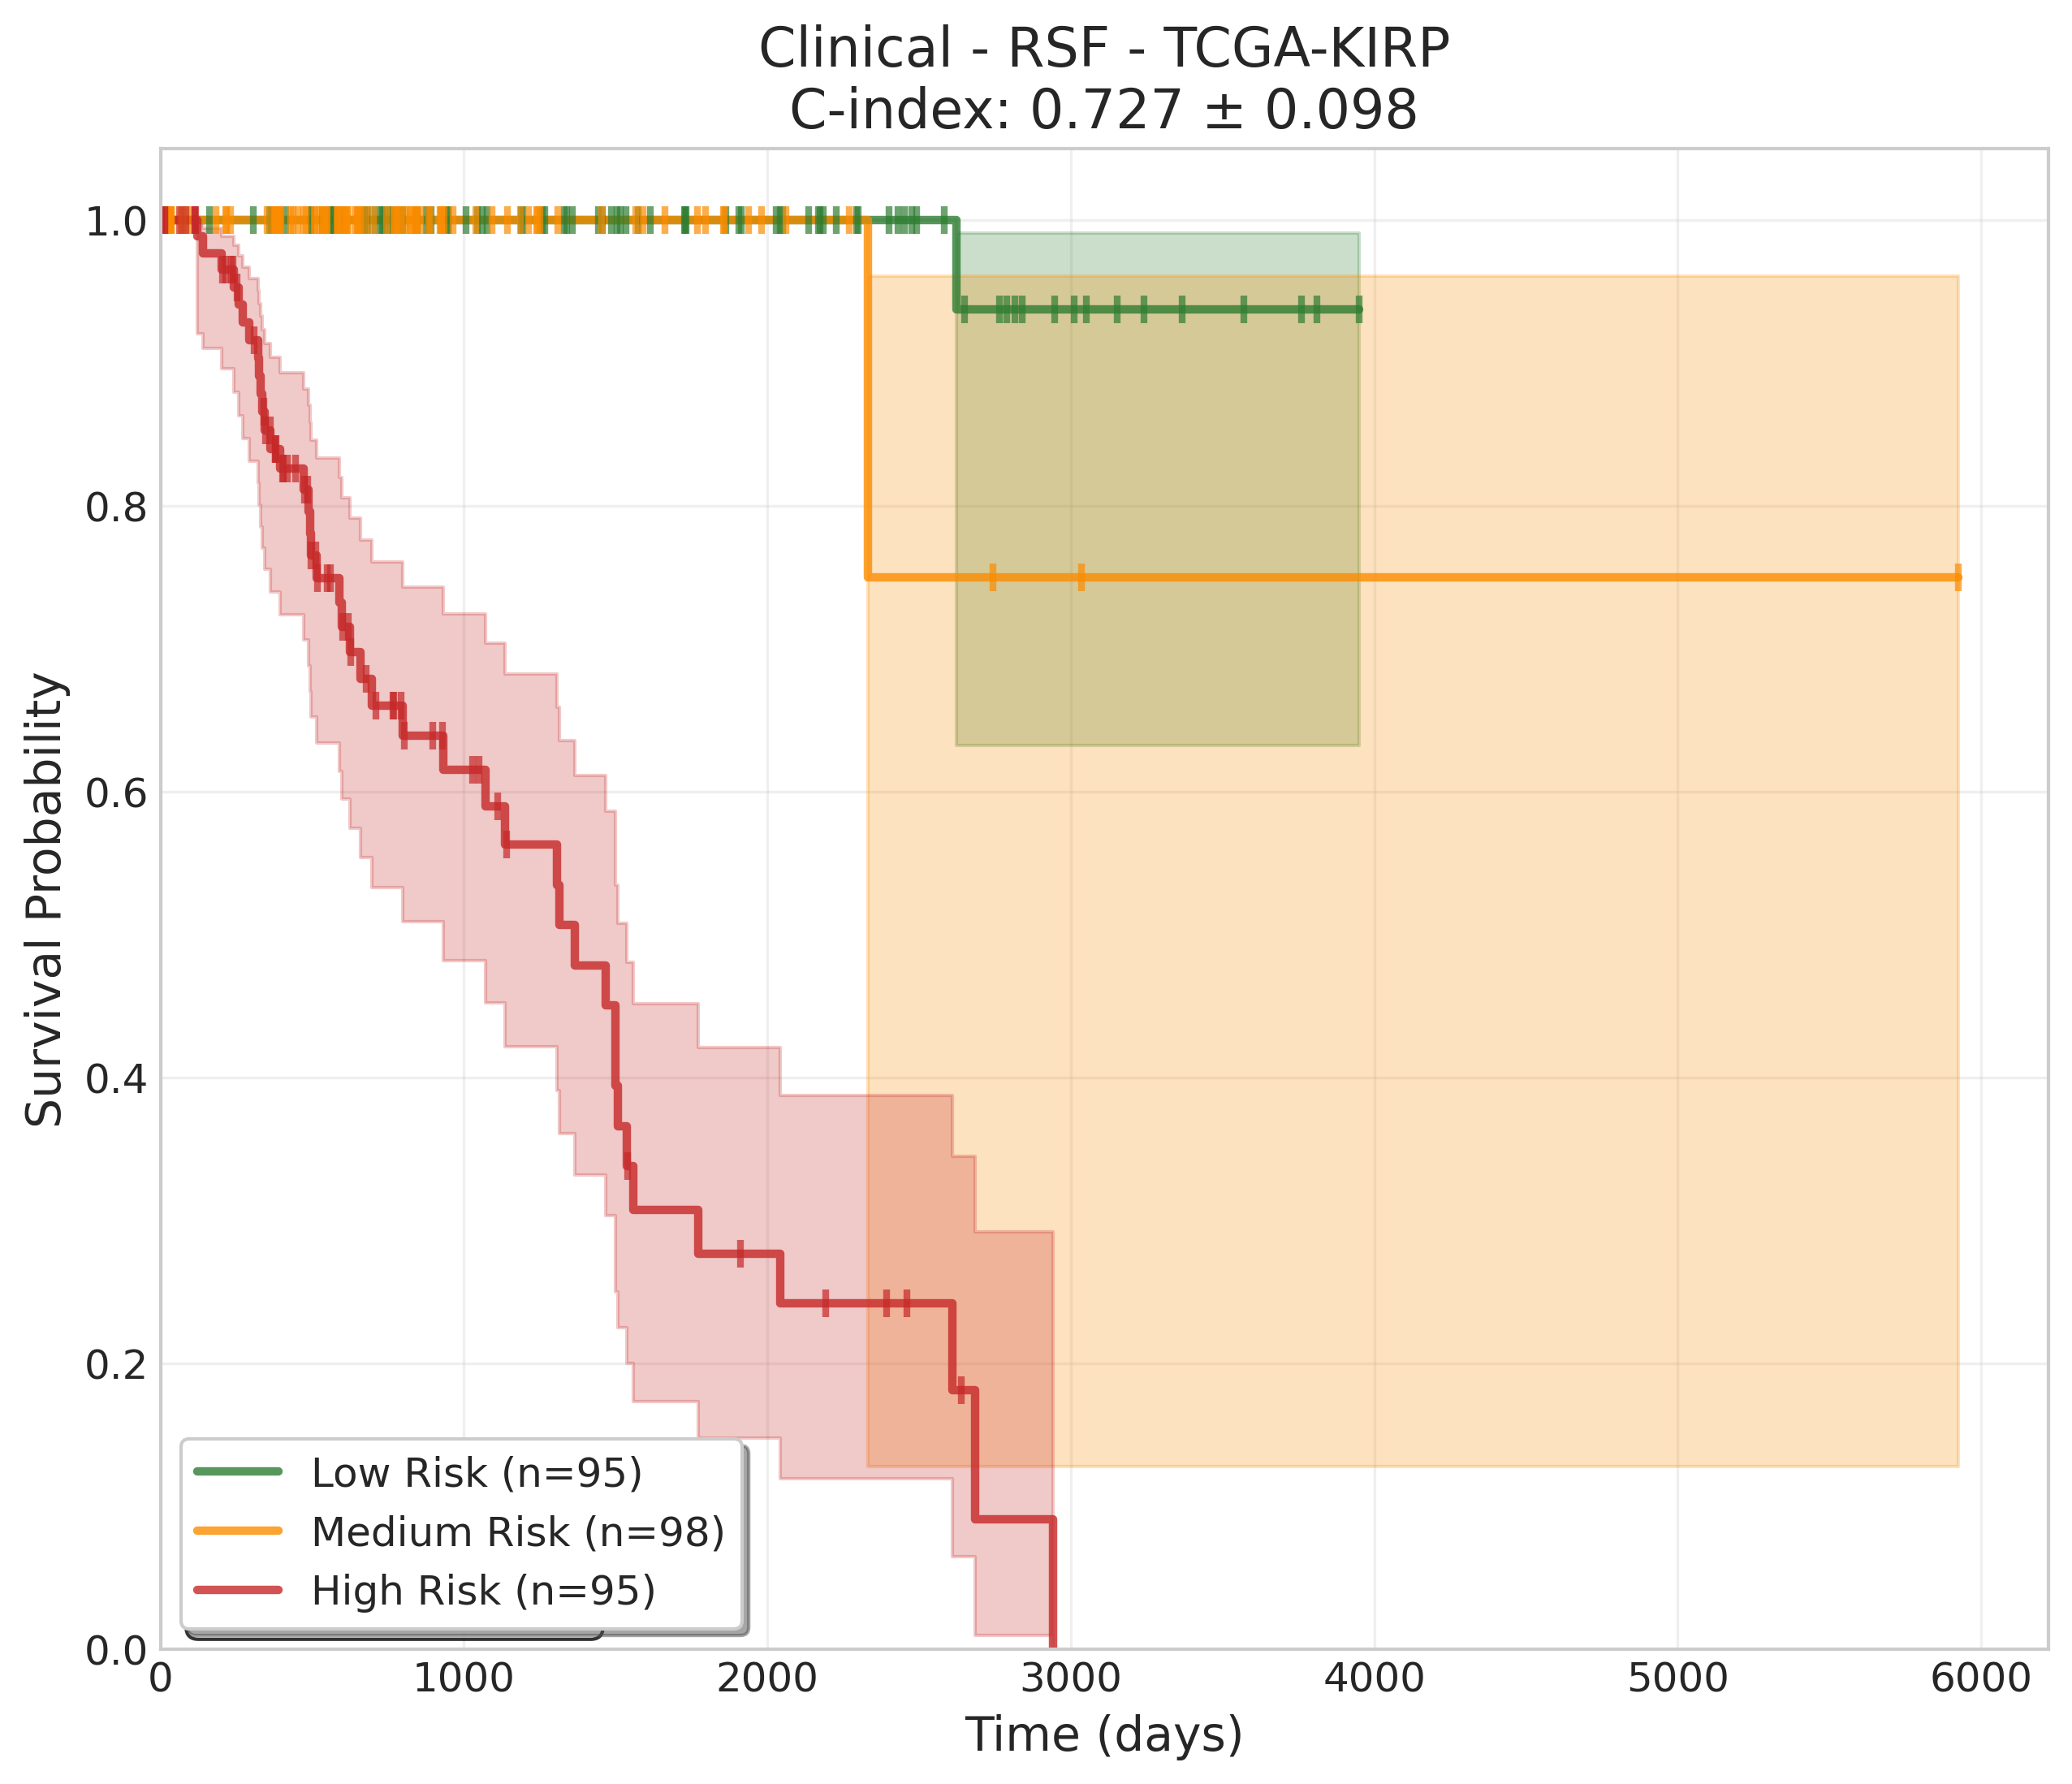 Clinical - RSF - TCGA-KIRP
C-index: 0.727 ± 0.098
Survival Probability
1.0
0.8
0.6
0.4
0.2
0.0
Low Risk (n=95)
Medium Risk (n=98)
High Risk (n=95)
0 1000 2000 3000 4000 5000 6000
Time (days)